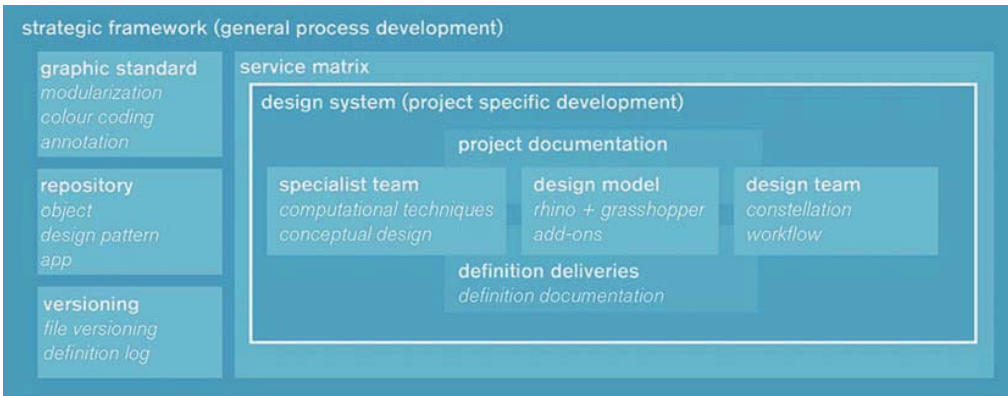 strategic framework (general process development)
graphic standard
modularization
colour coding
annotation
repository
object
design pattern
app
versioning
file versioning
definition log
service matrix
design system (project specific development)
project documentation
specialist team
computational techniques
conceptual design
design model
rhino + grasshopper
add-ons
design team
constellation
workflow
definition deliveries
definition documentation